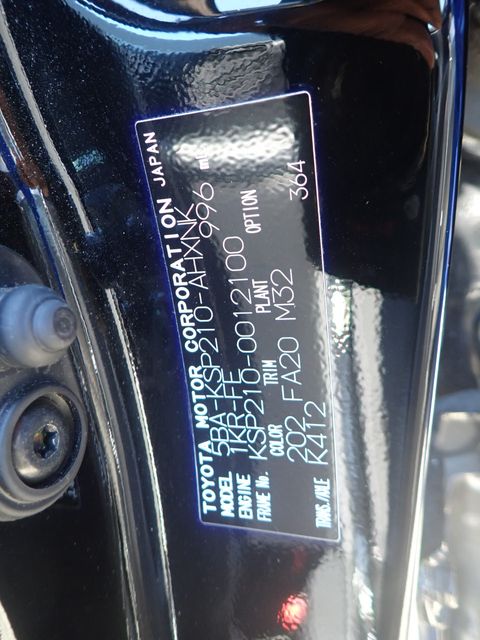 TOYOTA MOTOR CORPORATION JAPAN
MODEL 5BA-KSP210-AHXNK
ENGINE 1KR-FE 996 mL
FRAME No. KSP210-0012100
COLOR TRIM PLANT OPTION
202 FA20 M32 364
TRANS./AXLE K412